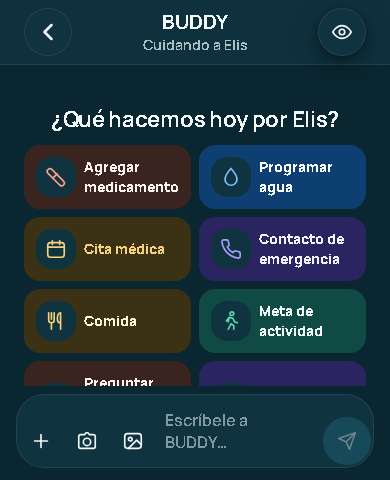 BUDDY
Cuidando a Elis
¿Qué hacemos hoy por Elis?
Agregar
medicamento
Programar
agua
Cita médica
Contacto de
emergencia
Comida
Meta de
actividad
Preguntar
Escríbele a
BUDDY...